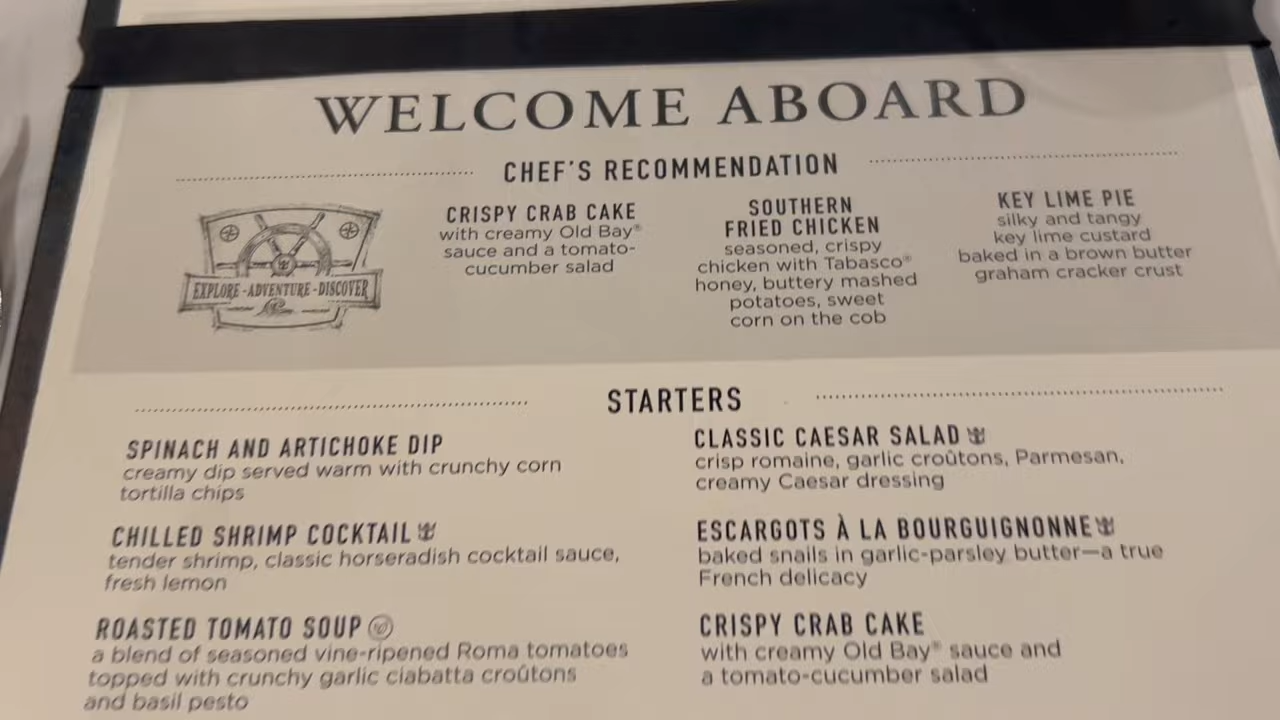 WELCOME ABOARD
CHEF'S RECOMMENDATION
EXPLORE - ADVENTURE - DISCOVER
CRISPY CRAB CAKE
with creamy Old Bay®
sauce and a tomato-
cucumber salad
SOUTHERN
FRIED CHICKEN
seasoned, crispy
chicken with Tabasco®
honey, buttery mashed
potatoes, sweet
corn on the cob
KEY LIME PIE
silky and tangy
key lime custard
baked in a brown butter
graham cracker crust
STARTERS
SPINACH AND ARTICHOKE DIP
creamy dip served warm with crunchy corn
tortilla chips
CHILLED SHRIMP COCKTAIL
tender shrimp, classic horseradish cocktail sauce,
fresh lemon
ROASTED TOMATO SOUP
a blend of seasoned vine-ripened Roma tomatoes
topped with crunchy garlic ciabatta croûtons
and basil pesto
CLASSIC CAESAR SALAD
crisp romaine, garlic croûtons, Parmesan,
creamy Caesar dressing
ESCARGOTS À LA BOURGUIGNONNE
baked snails in garlic-parsley butter—a true
French delicacy
CRISPY CRAB CAKE
with creamy Old Bay® sauce and
a tomato-cucumber salad